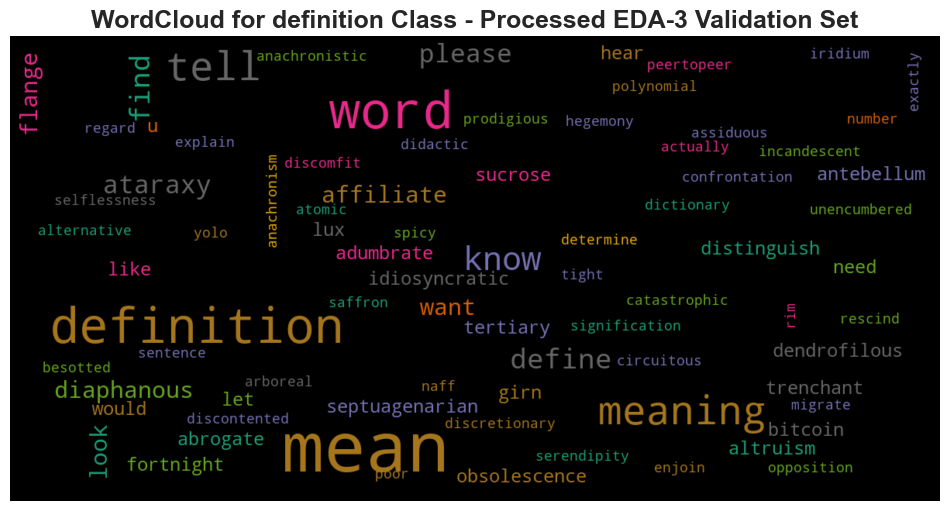 WordCloud for definition Class - Processed EDA-3 Validation Set
flange
find
tell
anachronistic
please
hear
peertopeer
iridium
exactly
polynomial
word
regard
u
explain
prodigious
hegemony
number
didactic
assiduous
actually
incandescent
discomfit
anachronism
ataraxy
selflessness
affiliate
sucrose
confrontation
antebellum
atomic
dictionary
unencumbered
alternative
yolo
lux
spicy
determine
distinguish
adumbrate
know
like
idiosyncratic
tight
need
saffron
want
catastrophic
rim
rescind
definition
tertiary
signification
sentence
define
circuitous
dendrofilous
besotted
diaphanous
arboreal
naff
girn
trenchant
let
would
septuagenarian
meaning
migrate
discontented
discretionary
bitcoin
look
abrogate
mean
altruism
fortnight
poor
obsolescence
serendipity
enjoin
opposition